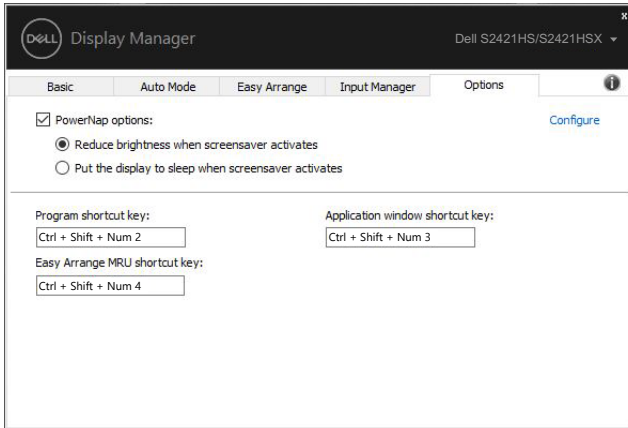 x
DELL Display Manager Dell S2421HS/S2421HSX
Basic Auto Mode Easy Arrange Input Manager Options i
PowerNap options: Configure
Reduce brightness when screensaver activates
Put the display to sleep when screensaver activates
Program shortcut key: Application window shortcut key:
Ctrl + Shift + Num 2 Ctrl + Shift + Num 3
Easy Arrange MRU shortcut key:
Ctrl + Shift + Num 4